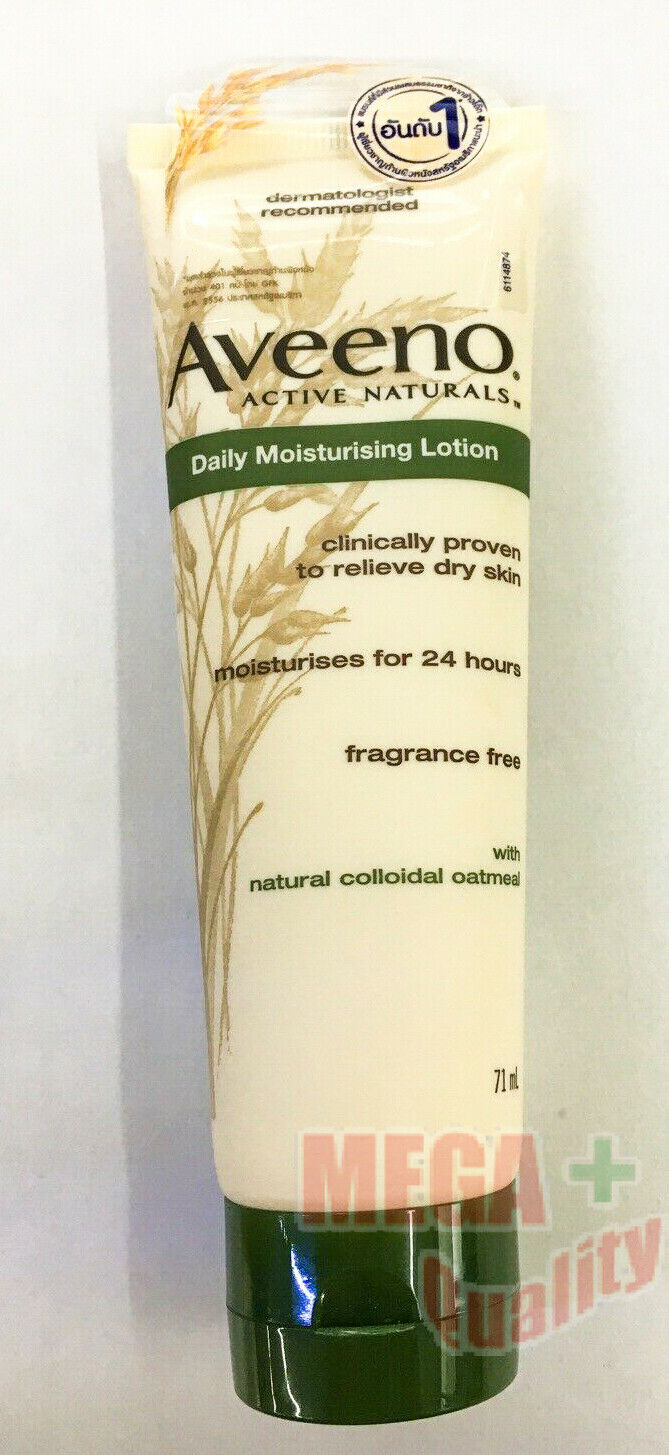 อันดับ 1
dermatologist
recommended
6114874
Aveeno®
ACTIVE NATURALS™
Daily Moisturising Lotion
clinically proven
to relieve dry skin
moisturises for 24 hours
fragrance free
with
natural colloidal oatmeal
71 mL
MEGA +
Quality